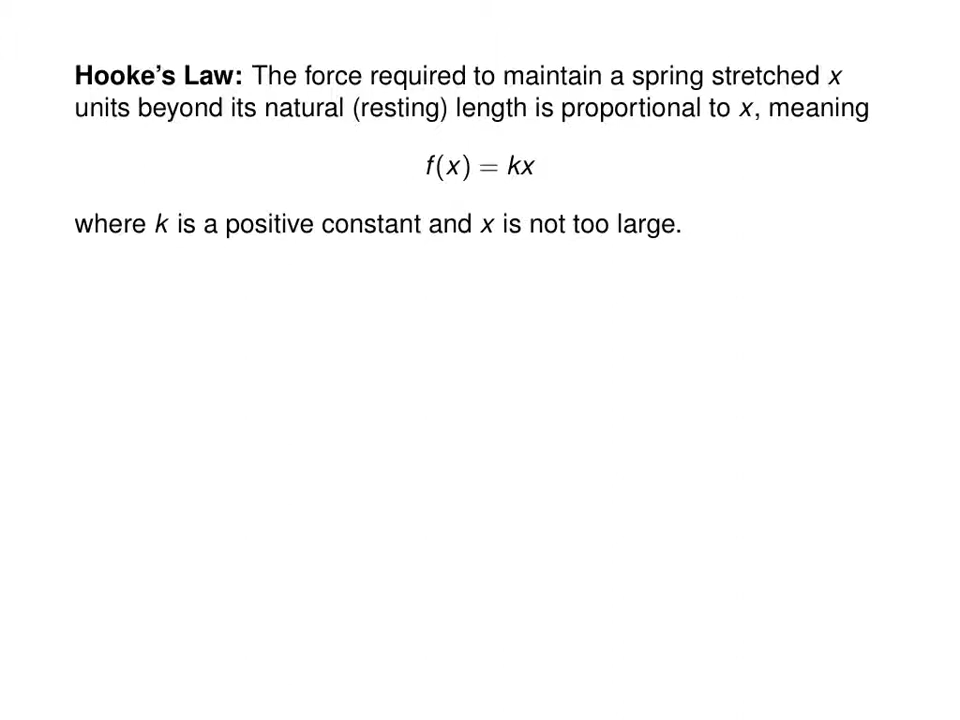 Hooke’s Law: The force required to maintain a spring stretched x
units beyond its natural (resting) length is proportional to x, meaning
f(x) = kx
where k is a positive constant and x is not too large.